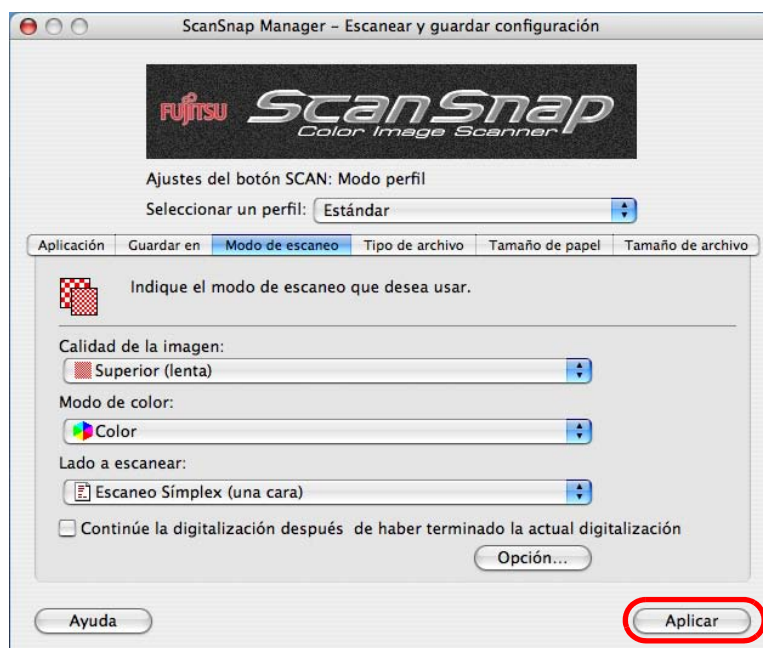 ScanSnap Manager – Escanear y guardar configuración
FUJITSU ScanSnap
Color Image Scanner
Ajustes del botón SCAN: Modo perfil
Seleccionar un perfil: Estándar
Aplicación Guardar en Modo de escaneo Tipo de archivo Tamaño de papel Tamaño de archivo
Indique el modo de escaneo que desea usar.
Calidad de la imagen:
Superior (lenta)
Modo de color:
Color
Lado a escanear:
Escaneo Símplex (una cara)
Continúe la digitalización después de haber terminado la actual digitalización
Opción...
Ayuda Aplicar